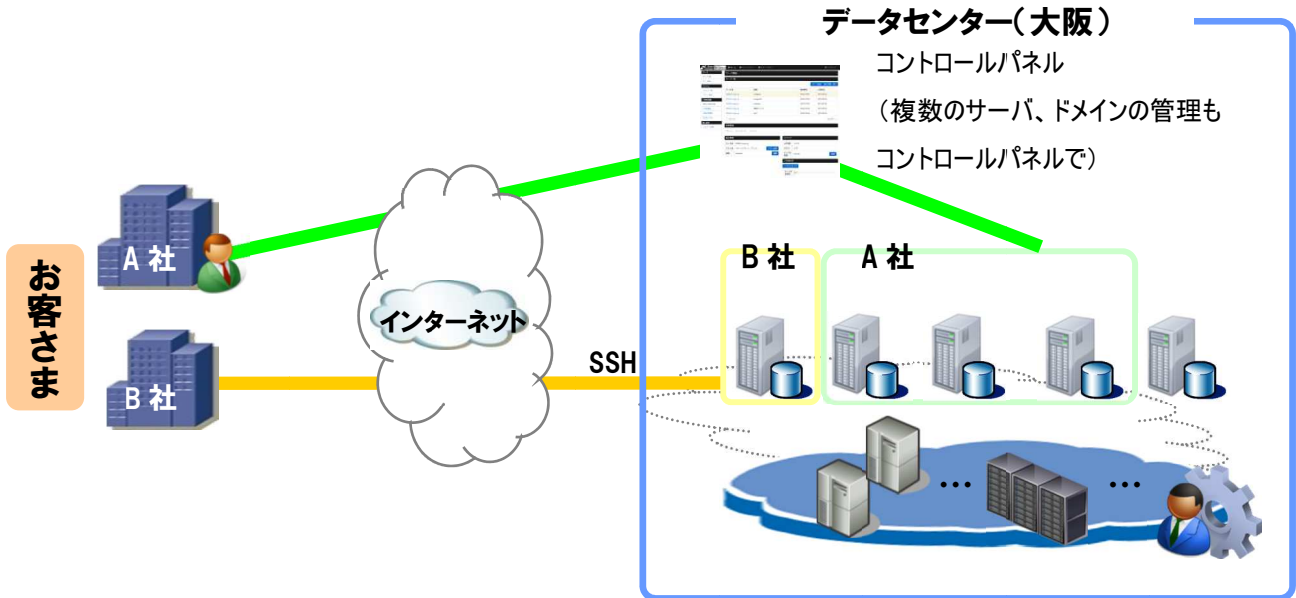 データセンター(大阪)
コントロールパネル
(複数のサーバ、ドメインの管理も
コントロールパネルで)
お客さま
A 社
B 社
インターネット
SSH
B 社
A 社
…
…